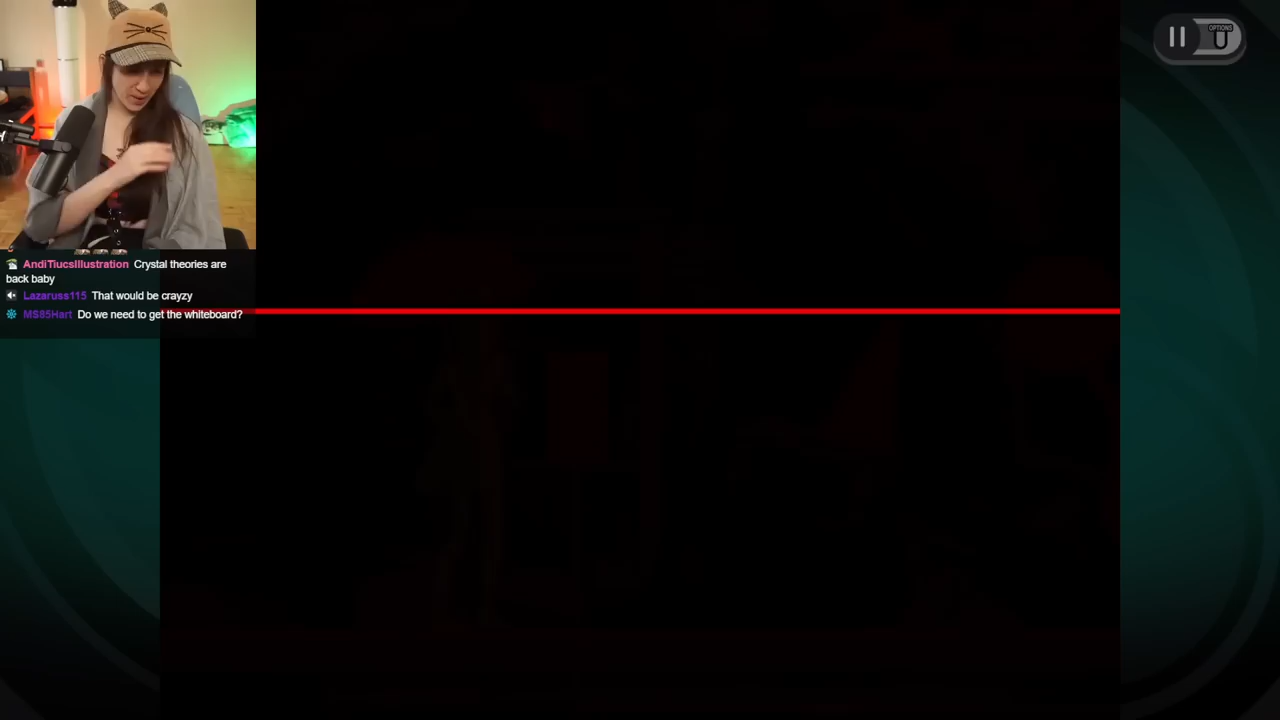 OPTIONS
AndiTiucsIllustration Crystal theories are
back baby
Lazaruss115 That would be crayzy
MS85Hart Do we need to get the whiteboard?